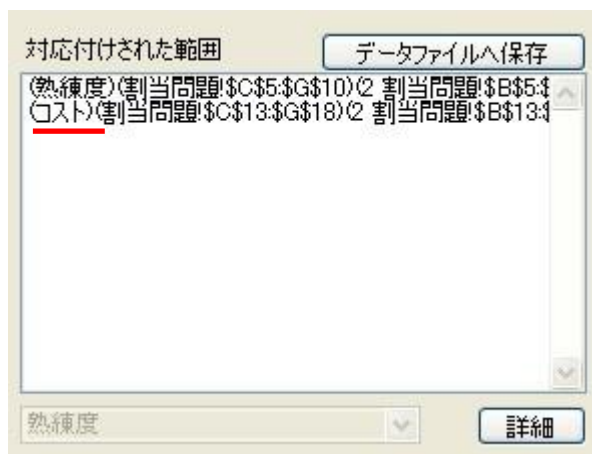 対応付けされた範囲
データファイルへ保存
(熟練度)(割当問題!$C$5:$G$10)(2 割当問題!$B$5:$
(コスト)(割当問題!$C$13:$G$18)(2 割当問題!$B$13:$
熟練度
詳細